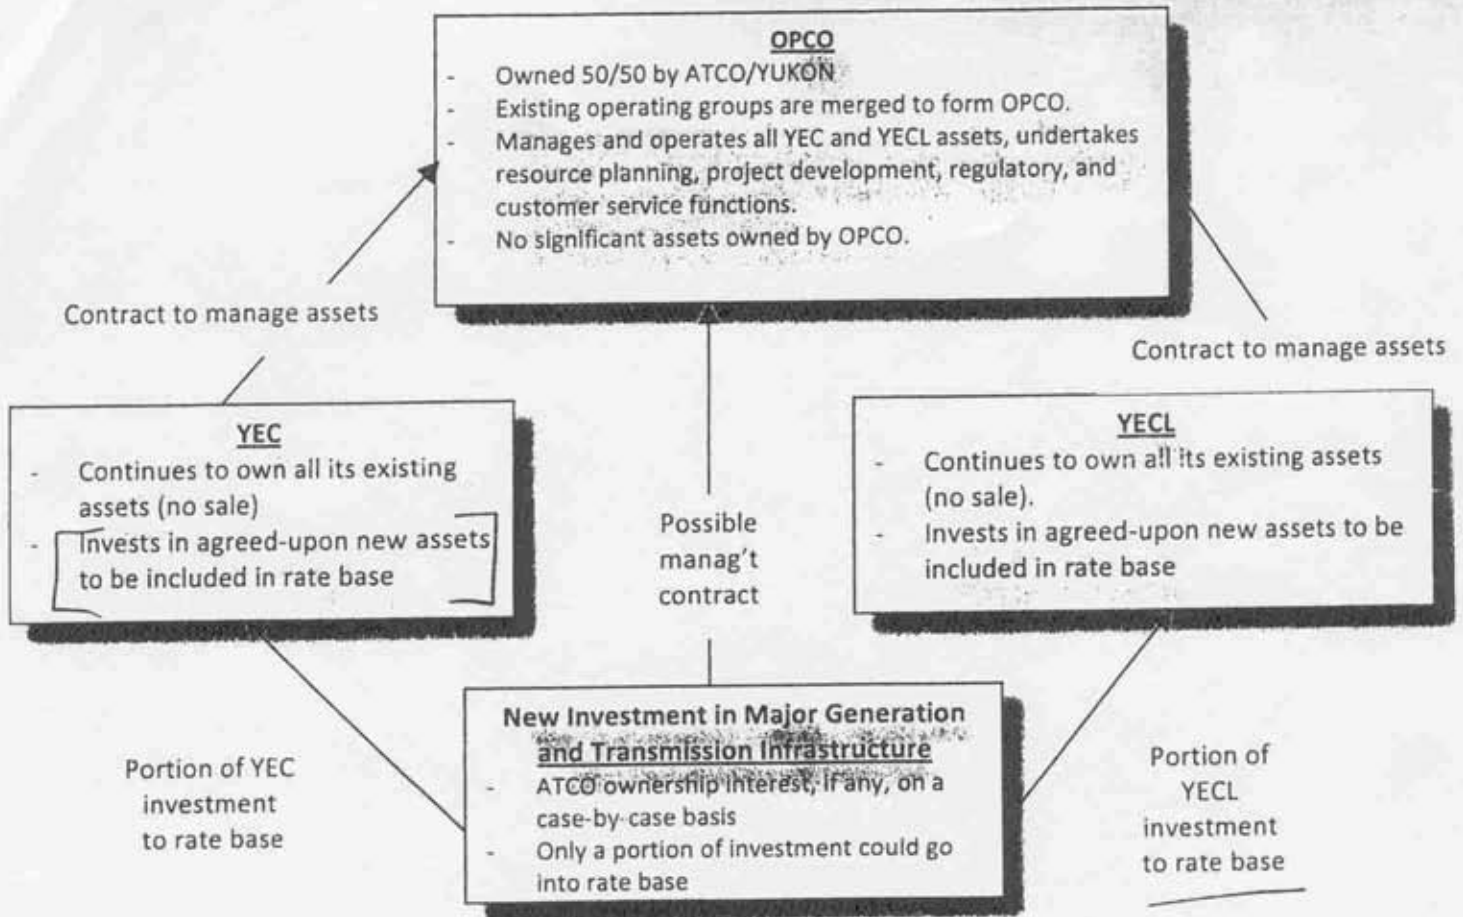 OPCO
- Owned 50/50 by ATCO/YUKON
- Existing operating groups are merged to form OPCO.
- Manages and operates all YEC and YECL assets, undertakes
resource planning, project development, regulatory, and
customer service functions.
- No significant assets owned by OPCO.
Contract to manage assets
Contract to manage assets
YEC
- Continues to own all its existing
assets (no sale)
- Invests in agreed-upon new assets
to be included in rate base
Possible
manag't
contract
YECL
- Continues to own all its existing assets
(no sale).
- Invests in agreed-upon new assets to be
included in rate base
Portion of YEC
investment
to rate base
New Investment in Major Generation
and Transmission Infrastructure
- ATCO ownership interest, if any, on a
case-by-case basis
- Only a portion of investment could go
into rate base
Portion of
YECL
investment
to rate base